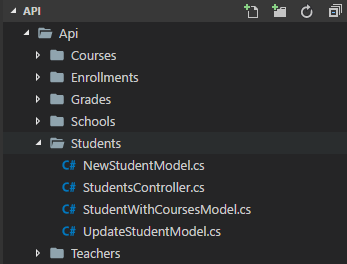 API
Api
Courses
Enrollments
Grades
Schools
Students
C# NewStudentModel.cs
C# StudentsController.cs
C# StudentWithCoursesModel.cs
C# UpdateStudentModel.cs
Teachers